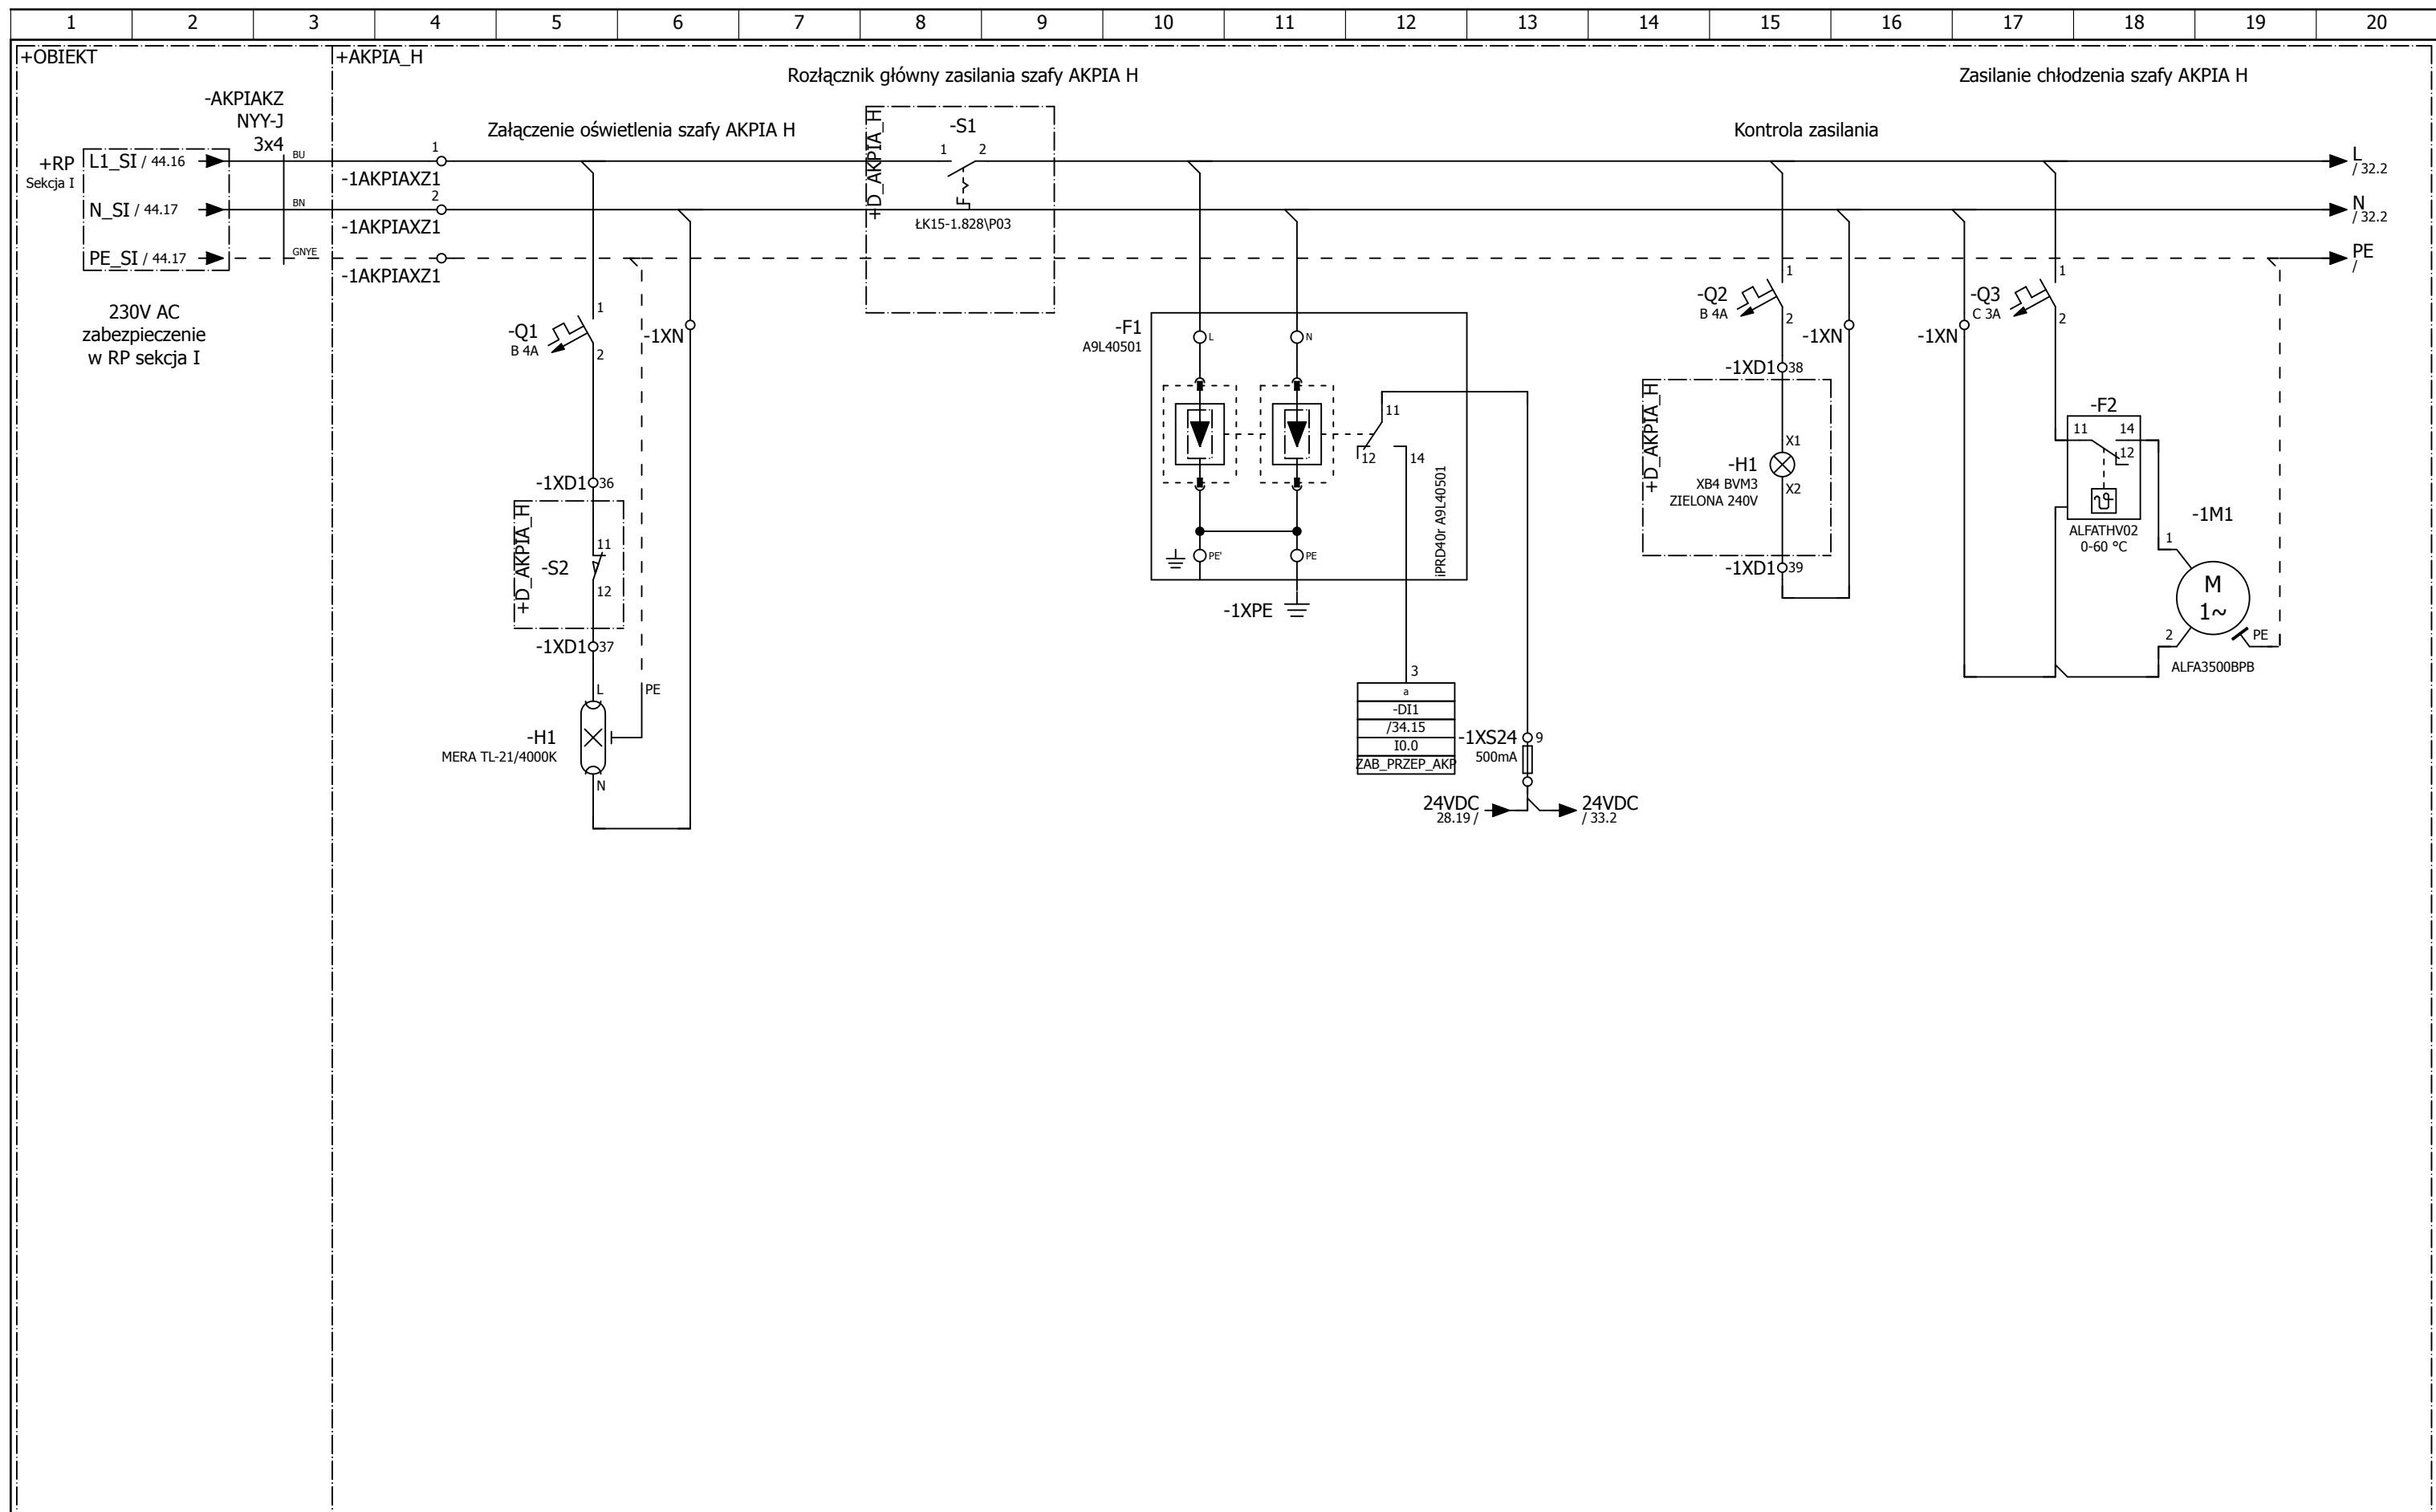 1 2 3 4 5 6 7 8 9 10 11 12 13 14 15 16 17 18 19 20
+OBIEKT
+AKPIA_H
Rozłącznik główny zasilania szafy AKPIA H
Zasilanie chłodzenia szafy AKPIA H
-AKPIAKZ
NYY-J
3x4
Załączenie oświetlenia szafy AKPIA H
Kontrola zasilania
+RP
Sekcja I
L1_SI / 44.16
BU
1
-1AKPIAXZ1
N_SI / 44.17
BN
2
-1AKPIAXZ1
PE_SI / 44.17
GNYE
-1AKPIAXZ1
230V AC
zabezpieczenie
w RP sekcja I
+D_AKPIA_H
-S1
1 2
ŁK15-1.828\P03
L
/ 32.2
N
/ 32.2
PE
/
-Q1
B 4A
1
2
-1XN
-1XD1 36
+D_AKPIA_H
-S2
11
12
-1XD1 37
L
PE
-H1
MERA TL-21/4000K
N
-F1
A9L40501
L
N
11
12
14
iPRD40r A9L40501
PE'
PE
-1XPE
3
a
-DI1
/34.15
I0.0
ZAB_PRZEP_AKP
-1XS24 9
500mA
24VDC
28.19 /
24VDC
/ 33.2
-Q2
B 4A
1
2
-1XN
-1XD1 38
+D_AKPIA_H
-H1
XB4 BVM3
ZIELONA 240V
X1
X2
-1XD1 39
-1XN
-Q3
C 3A
1
2
-F2
11 14
12
ALFATHV02
0-60 °C
-1M1
1
M
1~
2
PE
ALFA3500BPB